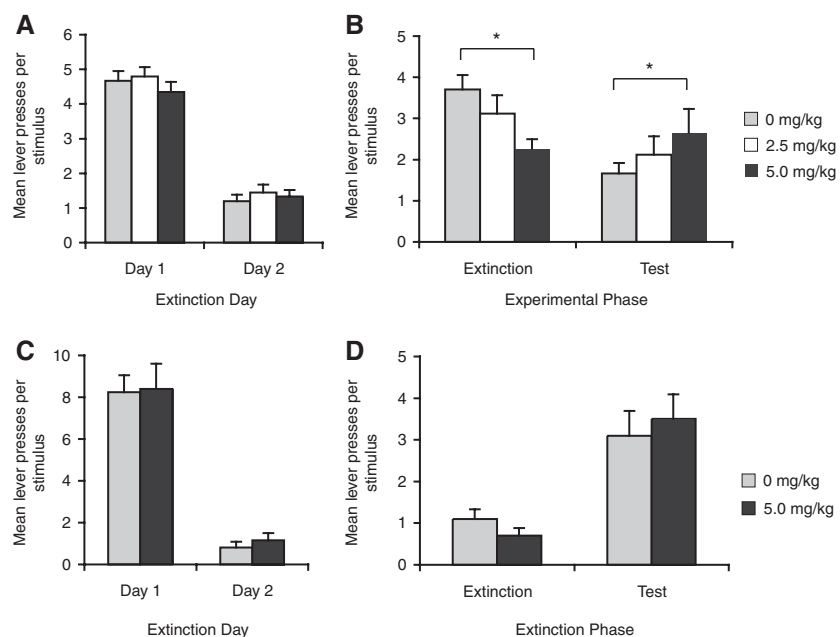 A
Mean lever presses per
stimulus
6
5
4
3
2
1
0
Day 1 Day 2
Extinction Day
B
Mean lever presses per
stimulus
5
4
3
2
1
0
* *
Extinction Test
Experimental Phase
0 mg/kg
2.5 mg/kg
5.0 mg/kg
C
Mean lever presses per
stimulus
10
8
6
4
2
0
Day 1 Day 2
Extinction Day
D
Mean lever presses per
stimulus
5
4
3
2
1
0
Extinction Test
Extinction Phase
0 mg/kg
5.0 mg/kg